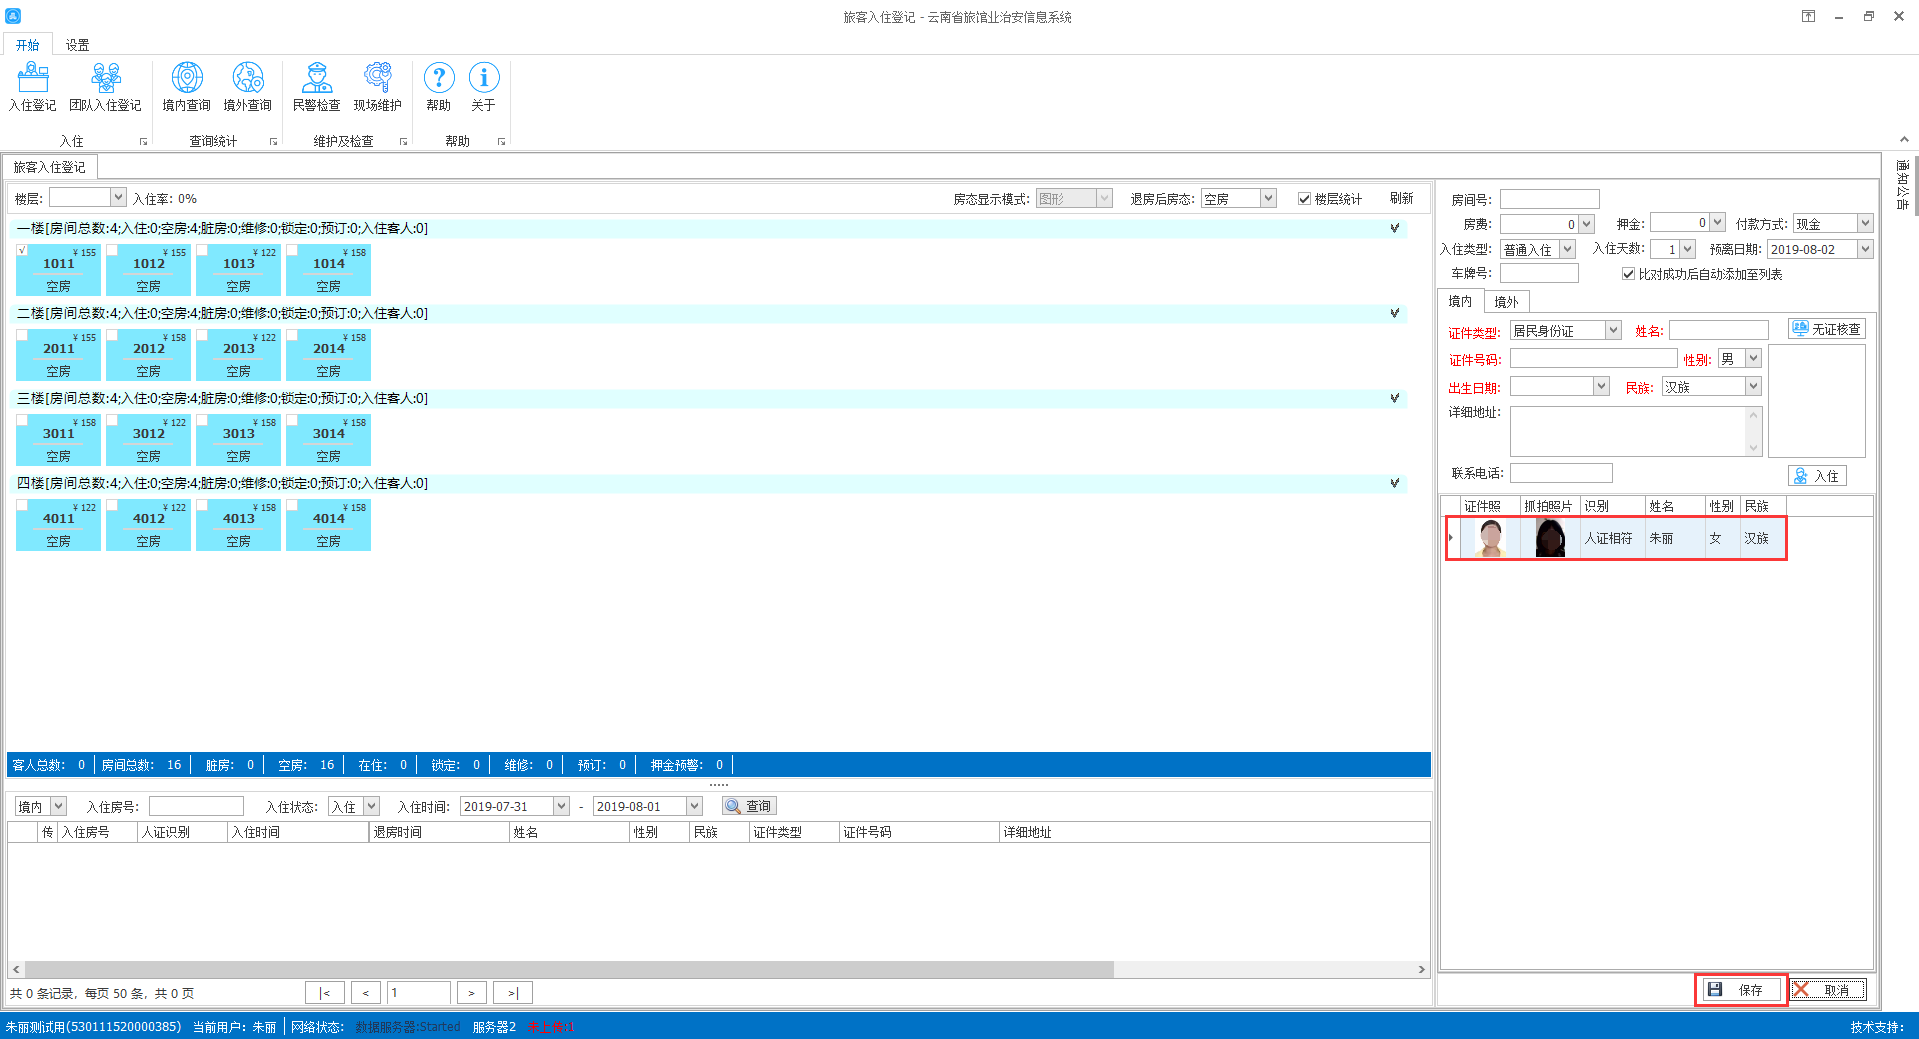 旅客入住登记 - 云南省旅馆业治安信息系统
开始 设置
入住登记 团队入住登记 境内查询 境外查询 民警检查 现场维护 帮助 关于
入住 查询统计 维护及检查 帮助
旅客入住登记
通知公告
楼层: 入住率: 0% 房态显示模式: 图形 退房后房态: 空房 楼层统计 刷新
一楼[房间总数:4;入住:0;空房:4;脏房:0;维修:0;锁定:0;预订:0;入住客人:0]
√ ¥ 155 ¥ 155 ¥ 122 ¥ 158
1011 1012 1013 1014
空房 空房 空房 空房
二楼[房间总数:4;入住:0;空房:4;脏房:0;维修:0;锁定:0;预订:0;入住客人:0]
¥ 155 ¥ 158 ¥ 122 ¥ 158
2011 2012 2013 2014
空房 空房 空房 空房
三楼[房间总数:4;入住:0;空房:4;脏房:0;维修:0;锁定:0;预订:0;入住客人:0]
¥ 158 ¥ 122 ¥ 158 ¥ 158
3011 3012 3013 3014
空房 空房 空房 空房
四楼[房间总数:4;入住:0;空房:4;脏房:0;维修:0;锁定:0;预订:0;入住客人:0]
¥ 122 ¥ 122 ¥ 158 ¥ 158
4011 4012 4013 4014
空房 空房 空房 空房
客人总数: 0 房间总数: 16 脏房: 0 空房: 16 在住: 0 锁定: 0 维修: 0 预订: 0 押金预警: 0
境内 入住房号: 入住状态: 入住 入住时间: 2019-07-31 - 2019-08-01 查询
传 入住房号 人证识别 入住时间 退房时间 姓名 性别 民族 证件类型 证件号码 详细地址
共 0 条记录, 每页 50 条, 共 0 页 |< < 1 > >|
房间号:
房费: 0 押金: 0 付款方式: 现金
入住类型: 普通入住 入住天数: 1 预离日期: 2019-08-02
车牌号: 比对成功后自动添加至列表
境内 境外
证件类型: 居民身份证 姓名: 无证核查
证件号码: 性别: 男
出生日期: 民族: 汉族
详细地址:
联系电话: 入住
证件照 抓拍照片 识别 姓名 性别 民族
人证相符 朱丽 女 汉族
保存 取消
朱丽测试用(530111520000385) 当前用户: 朱丽 网络状态: 数据服务器:Started 服务器2 未上传:1 技术支持: